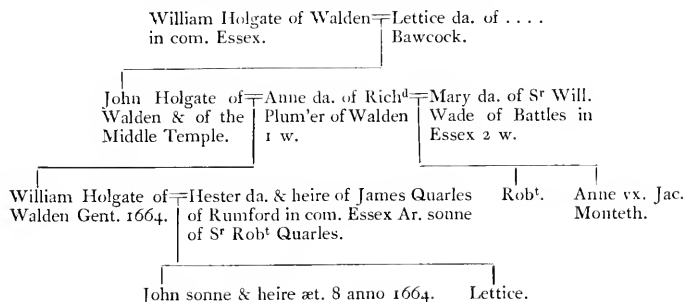 William Holgate of Walden Lettice da. of . . . .
in com. Essex. Bawcock.
John Holgate of Anne da. of Richᵈ Mary da. of Sʳ Will.
Walden & of the Plum'er of Walden Wade of Battles in
Middle Temple. 1 w. Essex 2 w.
William Holgate of Hester da. & heire of James Quarles Robᵗ. Anne vx. Jac.
Walden Gent. 1664. of Rumford in com. Essex Ar. sonne Monteth.
of Sʳ Robᵗ Quarles.
John sonne & heire æt. 8 anno 1664. Lettice.